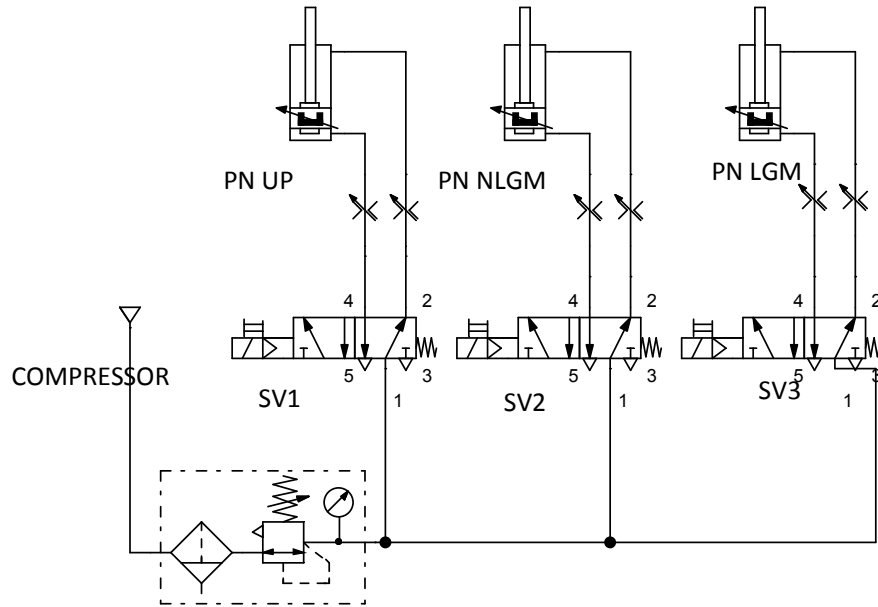 PN UP
PN NLGM
PN LGM
4 2
4 2
4 2
COMPRESSOR
5 3
5 3
5 3
SV1
1
SV2
1
SV3
1